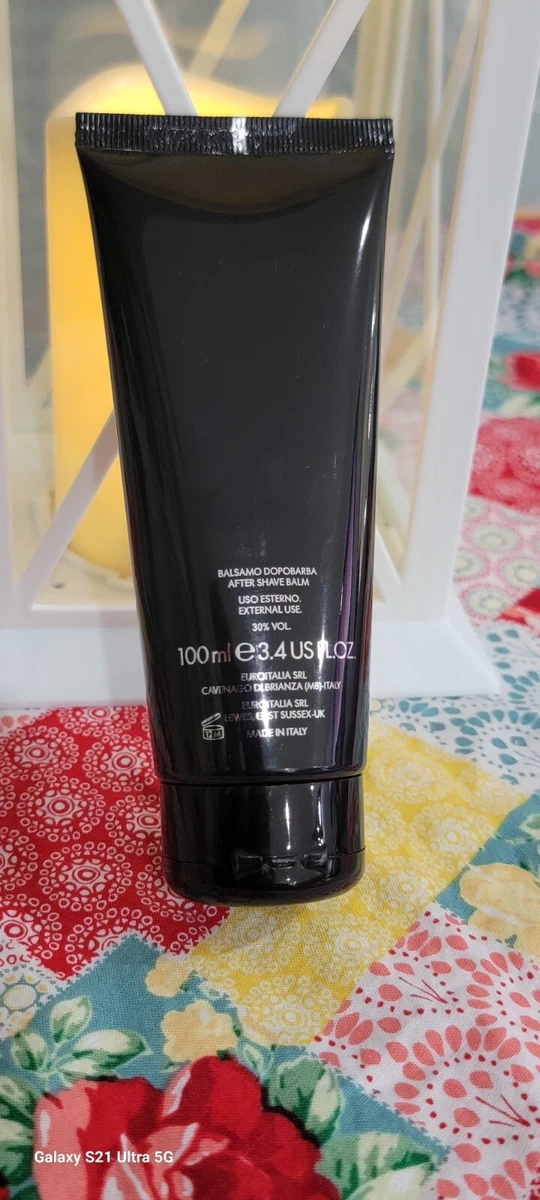 BALSAMO DOPOBARBA
AFTER SHAVE BALM
USO ESTERNO.
EXTERNAL USE.
30% VOL.
100 ml ℮ 3.4 US FL.OZ.
EUROITALIA SRL
CAVENAGO DI BRIANZA (MB)-ITALY
EUROITALIA SRL
LEWES, EAST SUSSEX-UK
12M
MADE IN ITALY
Galaxy S21 Ultra 5G